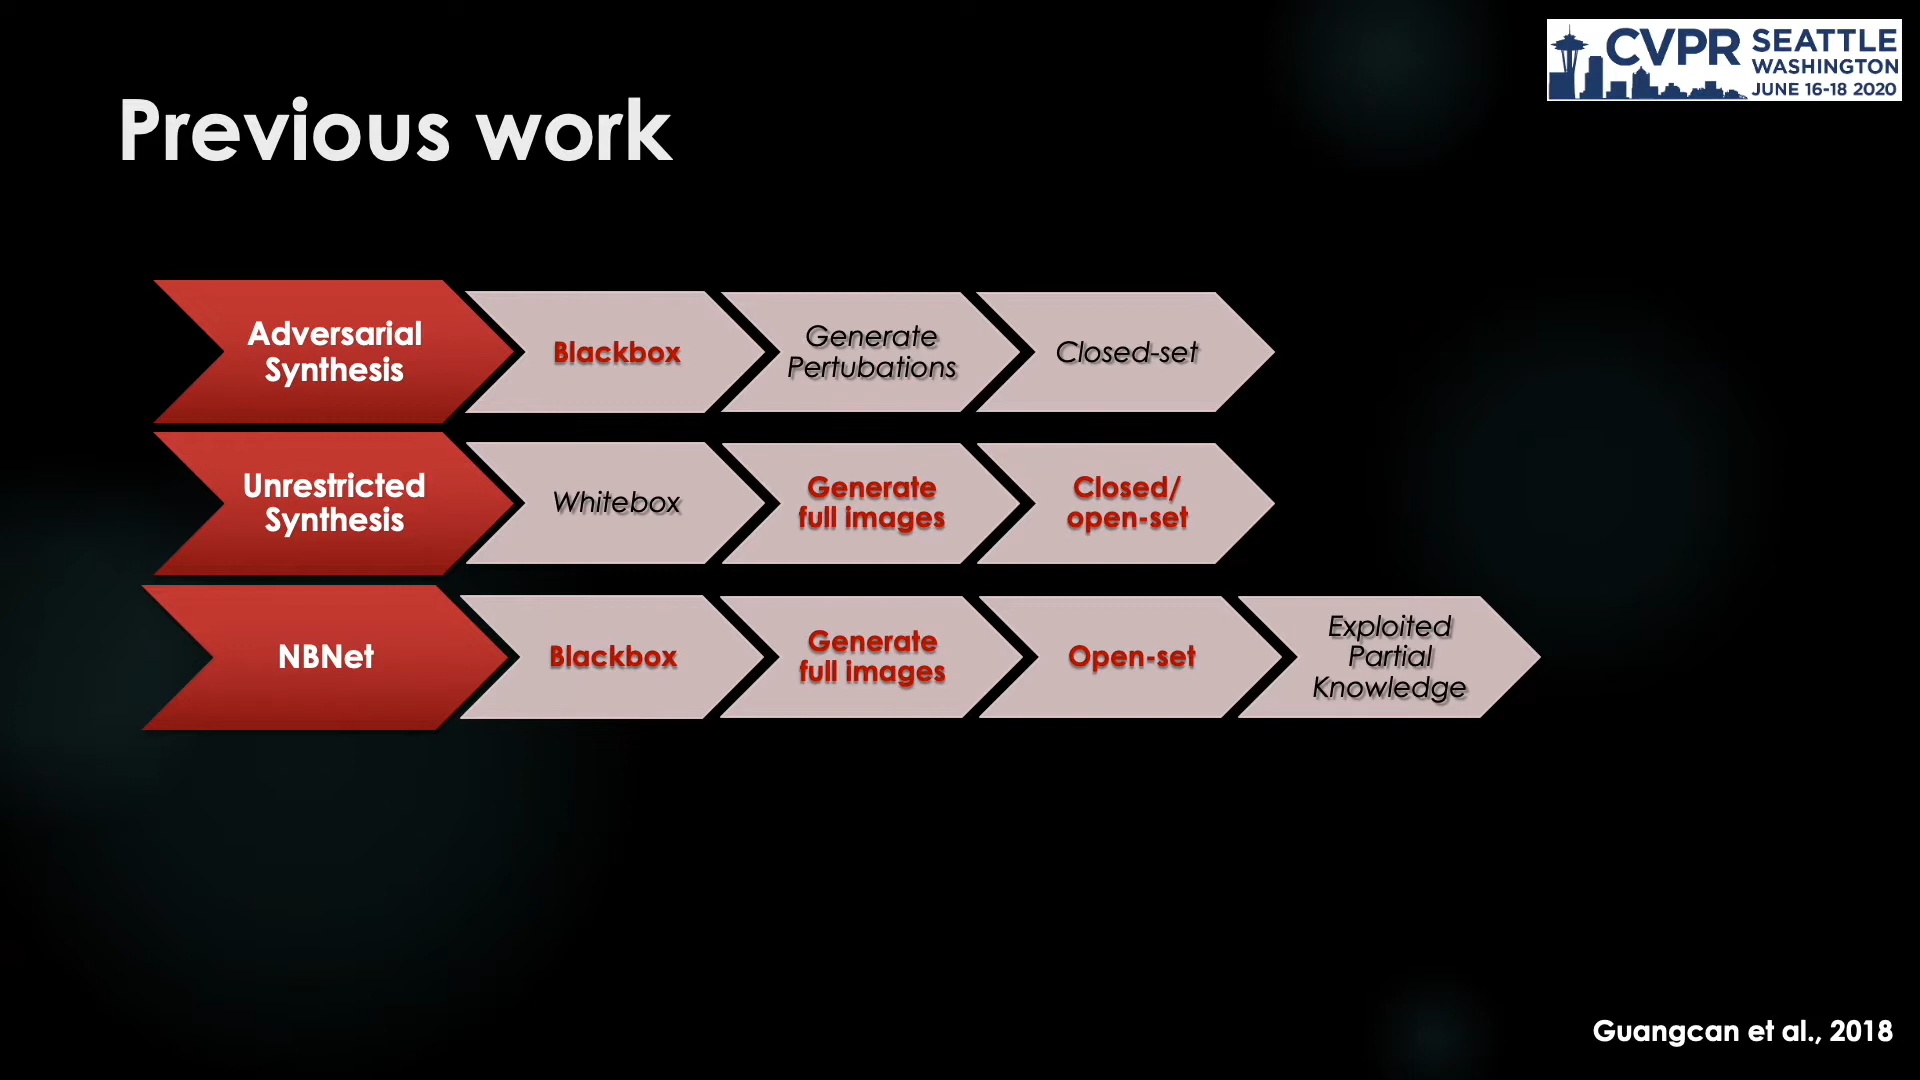 CVPR SEATTLE
WASHINGTON
JUNE 16-18 2020
Previous work
Adversarial
Synthesis
Blackbox
Generate
Pertubations
Closed-set
Unrestricted
Synthesis
Whitebox
Generate
full images
Closed/
open-set
NBNet
Blackbox
Generate
full images
Open-set
Exploited
Partial
Knowledge
Guangcan et al., 2018